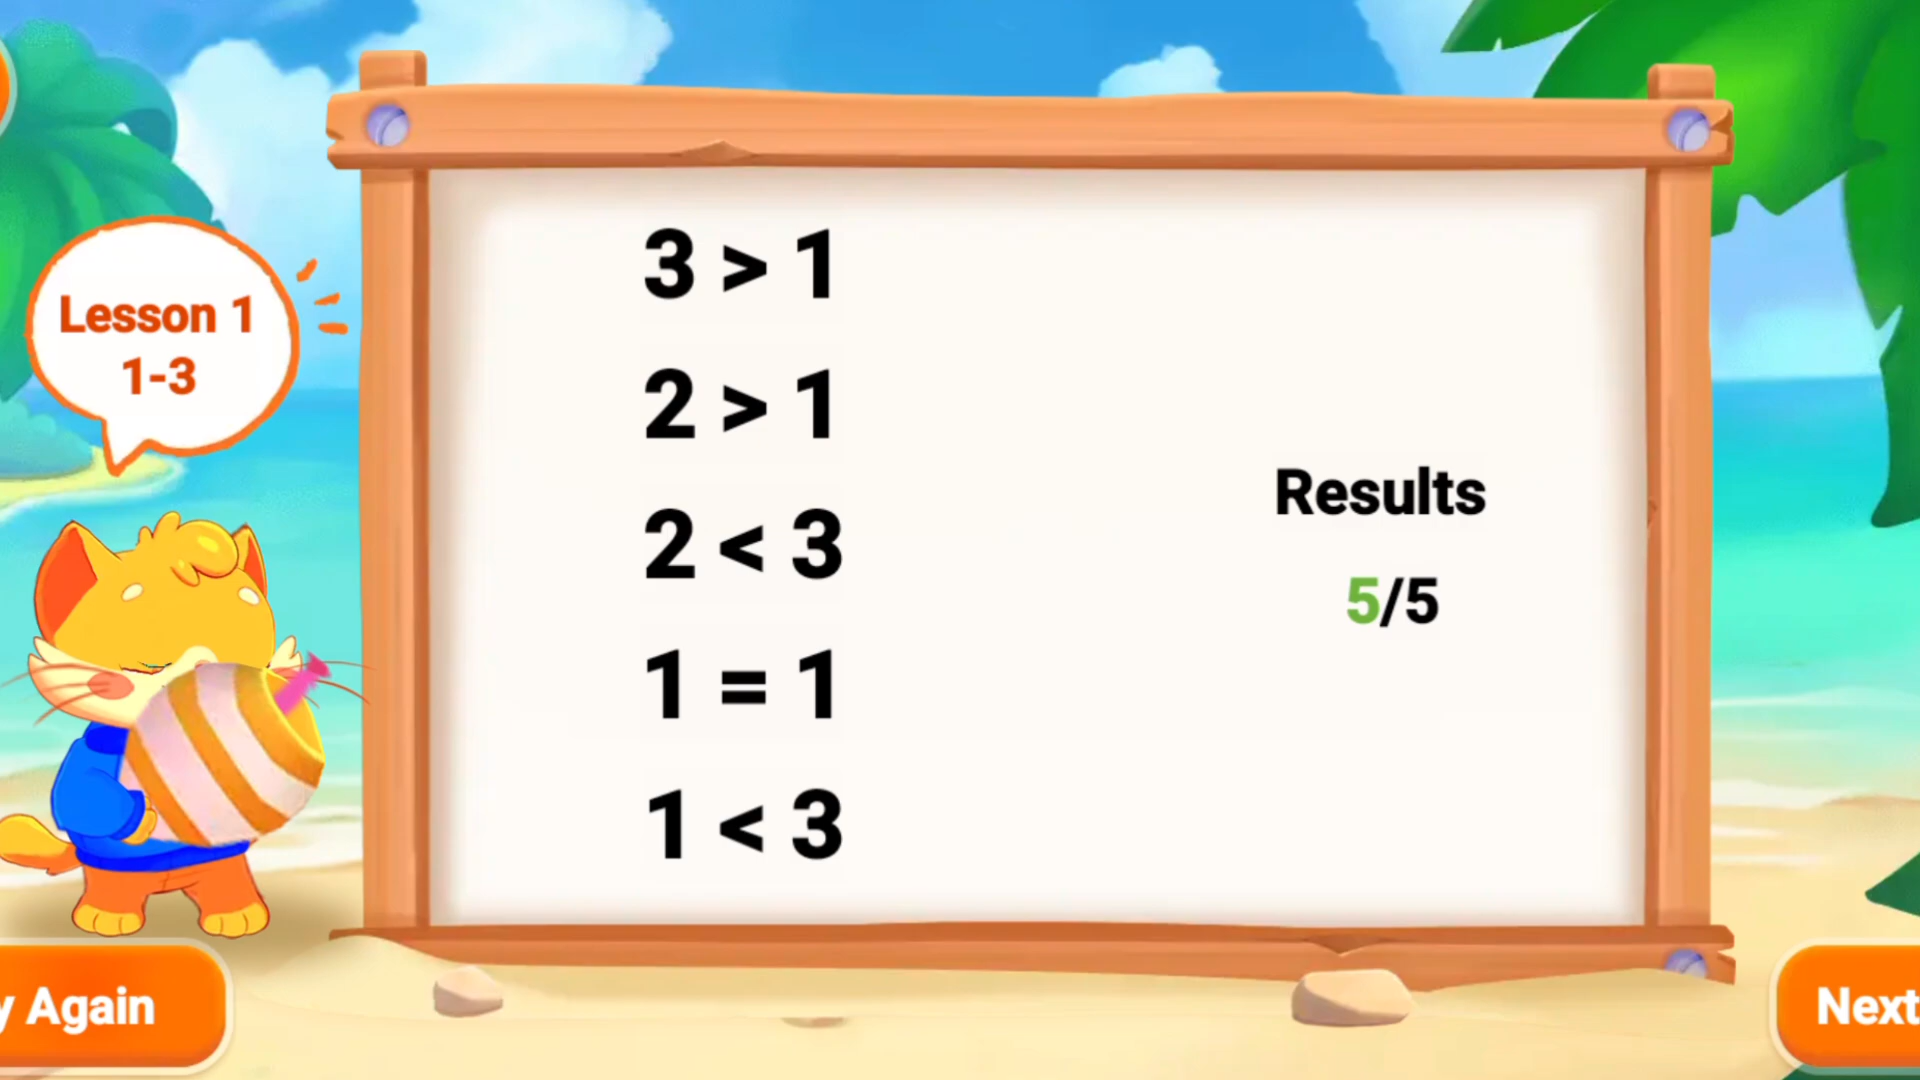 Lesson 1
1-3
3 > 1
2 > 1
2 < 3
1 = 1
1 < 3
Results
5/5
y Again
Next